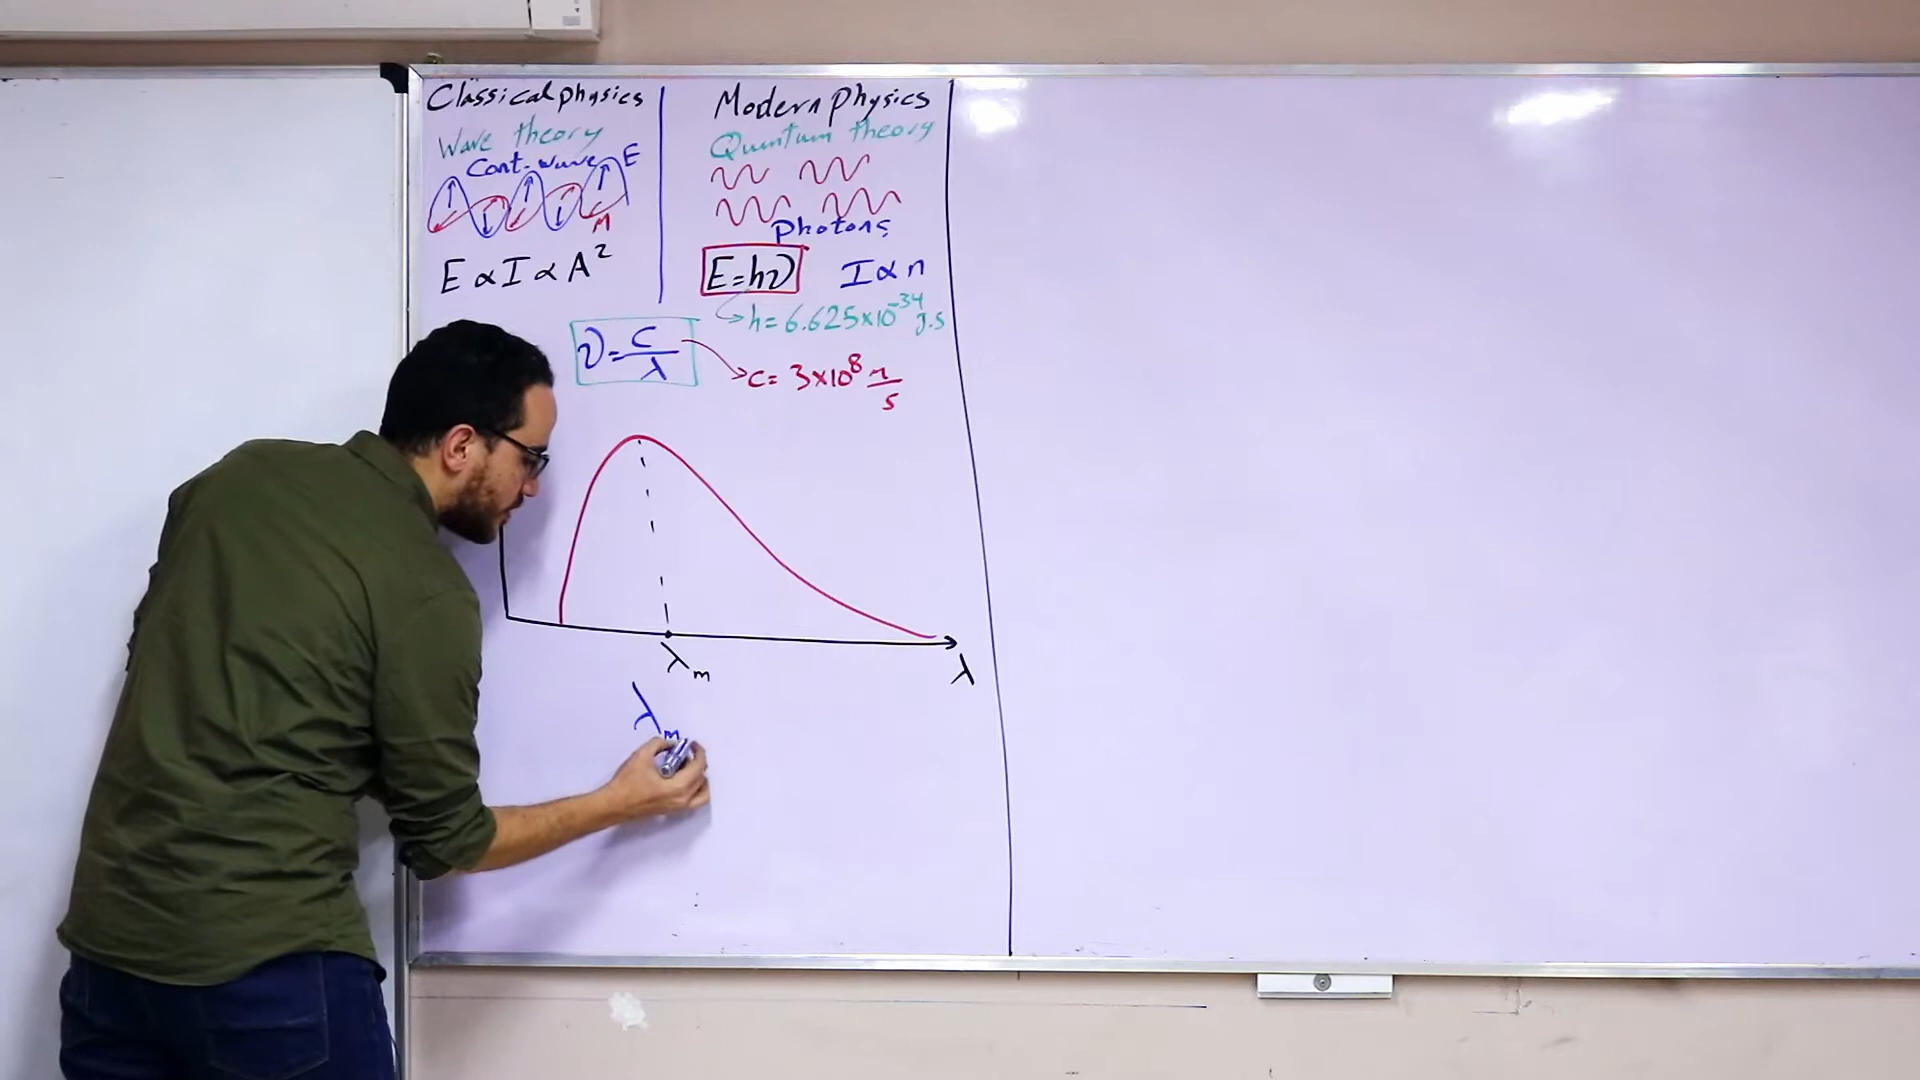 Classical physics
Wave theory
Cont. wave E
M
E ∝ I ∝ A²
Modern Physics
Quantum theory
Photons
E=hν I ∝ n
h= 6.625×10⁻³⁴ J.s
ν = C/λ
C= 3×10⁸ m/s
λm
λ
λm